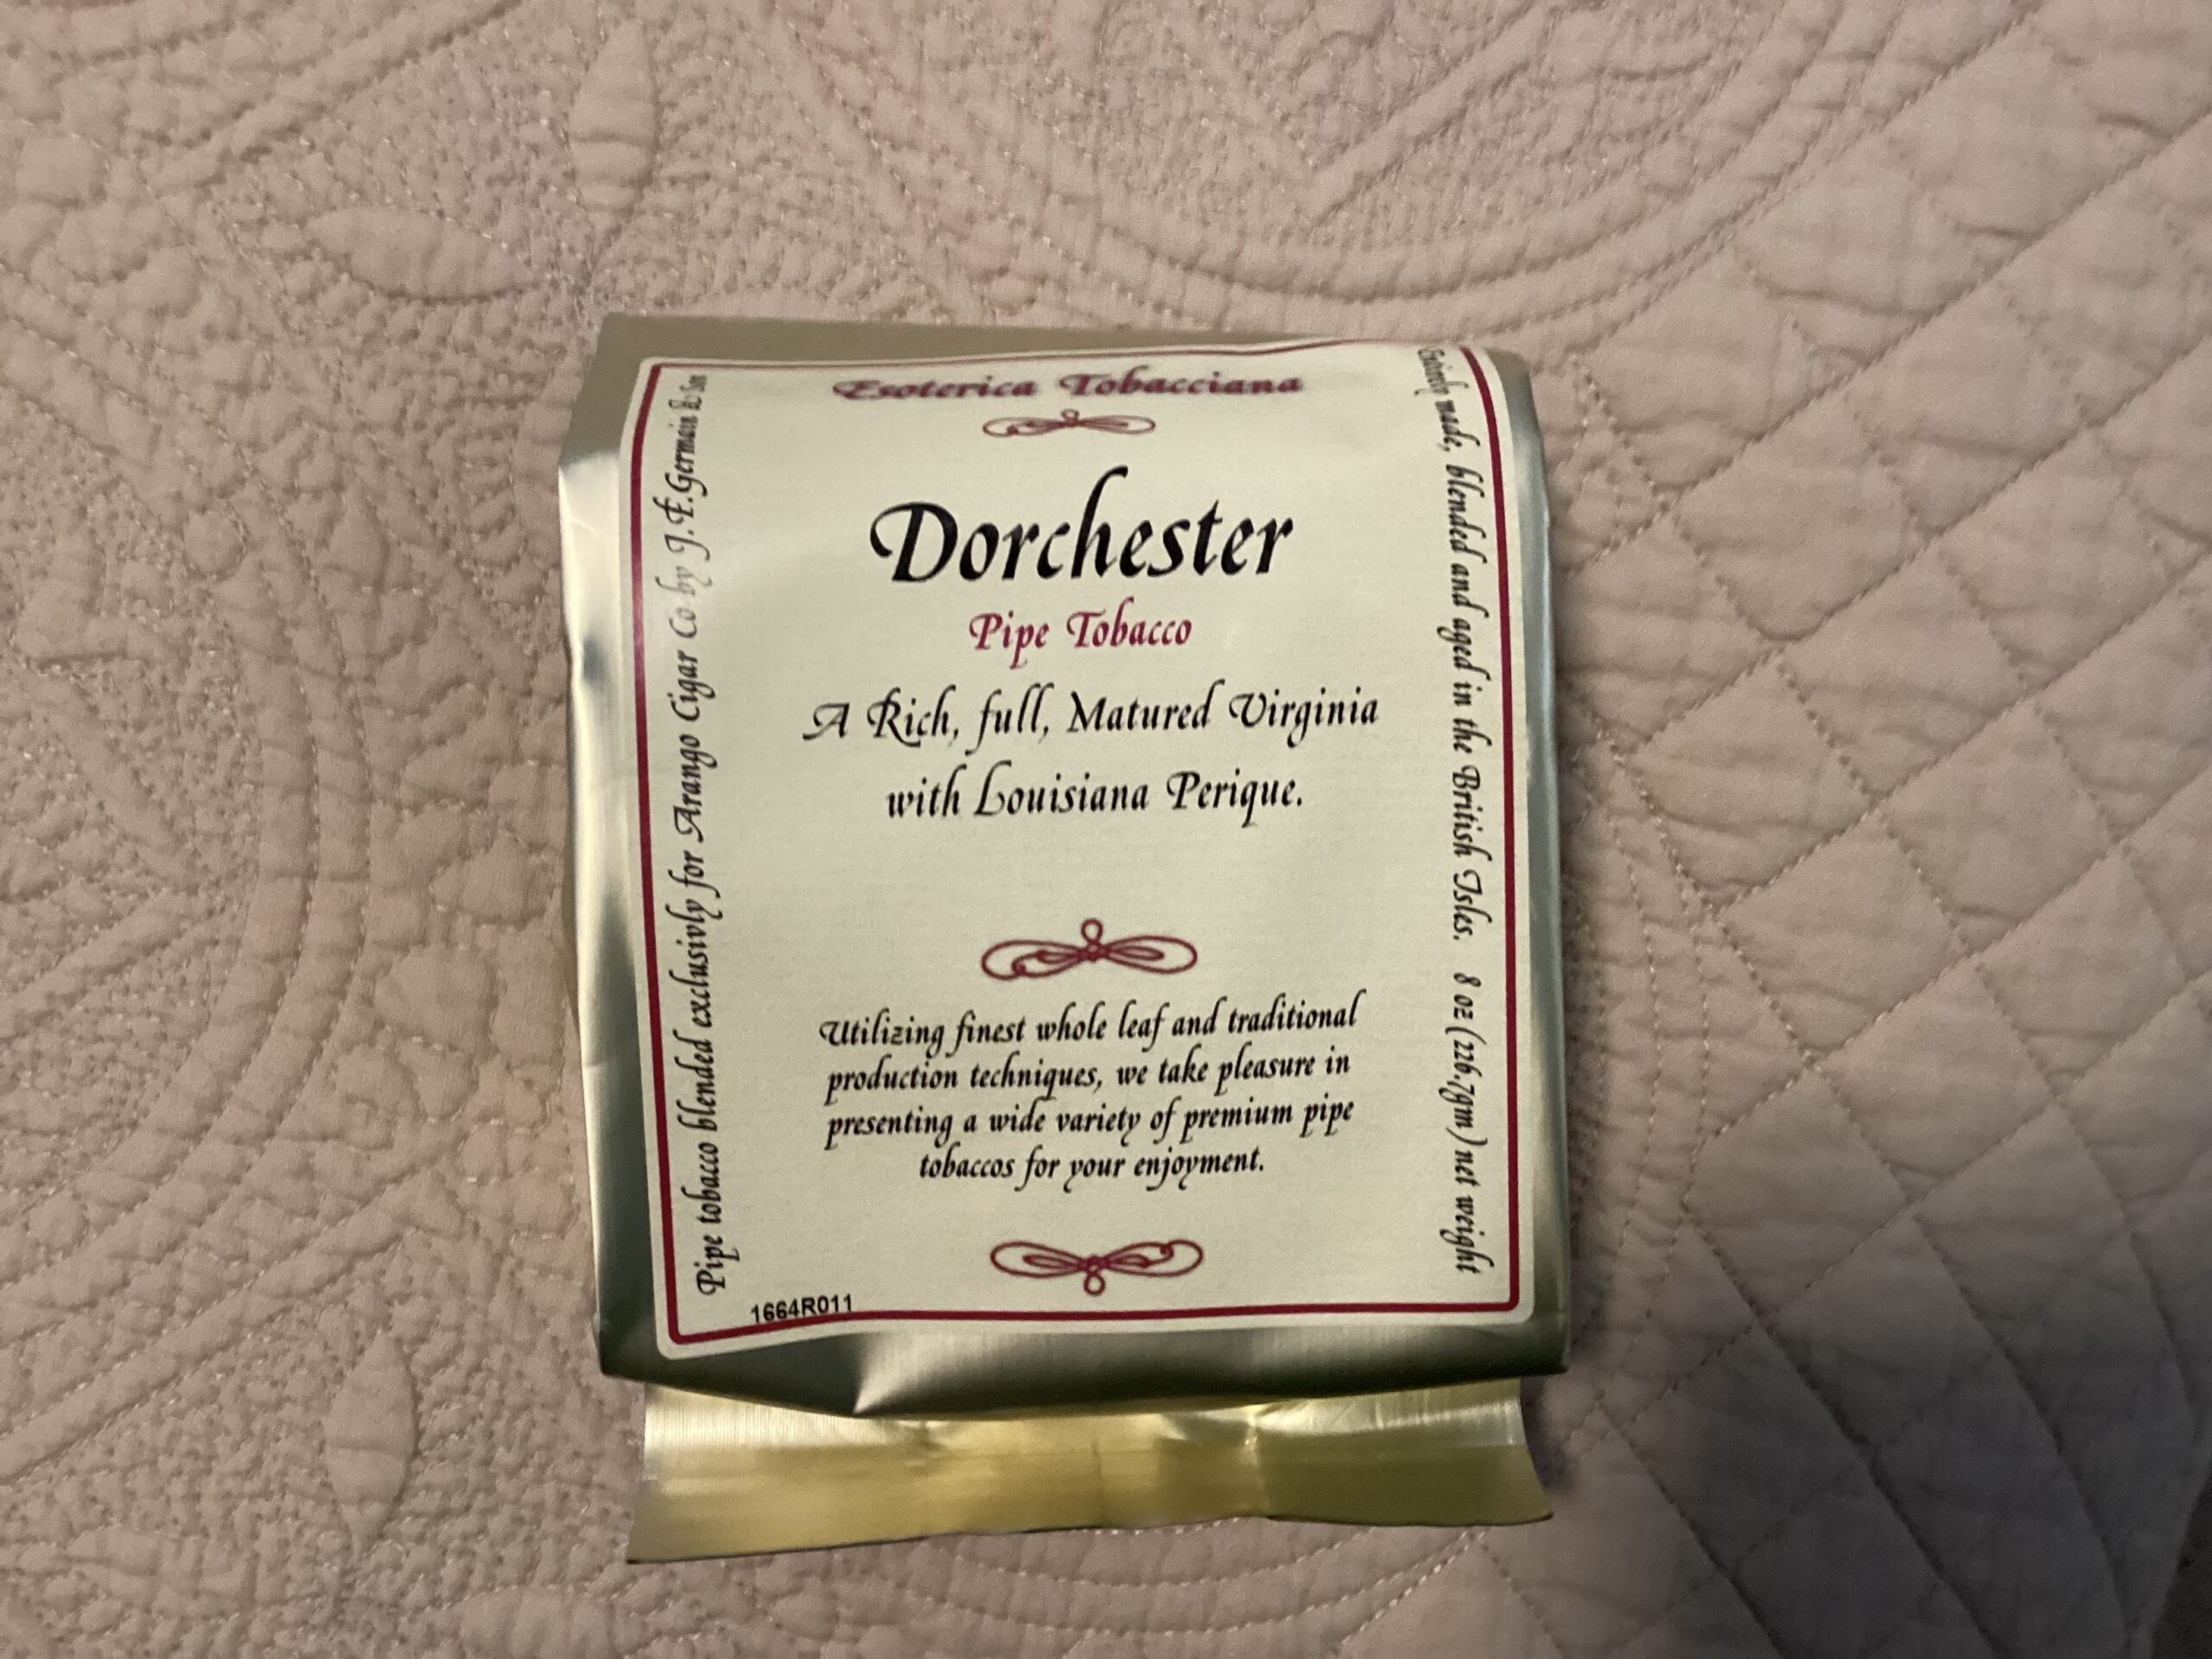 Esoterica Tobacciana
Dorchester
Pipe Tobacco
A Rich, full, Matured Virginia
with Louisiana Perique.
Utilizing finest whole leaf and traditional
production techniques, we take pleasure in
presenting a wide variety of premium pipe
tobaccos for your enjoyment.
1664R011
Pipe tobacco blended exclusivly for Arango Cigar Co by J.F.Germain & Son
Entirely made, blended and aged in the British Isles. 8 oz (226.7gm) net weight